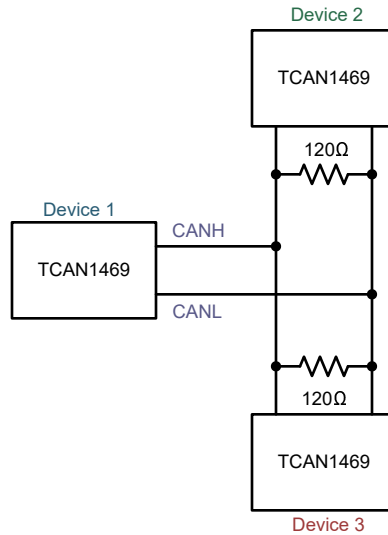 Device 2
TCAN1469
120Ω
Device 1
CANH
TCAN1469
CANL
120Ω
TCAN1469
Device 3